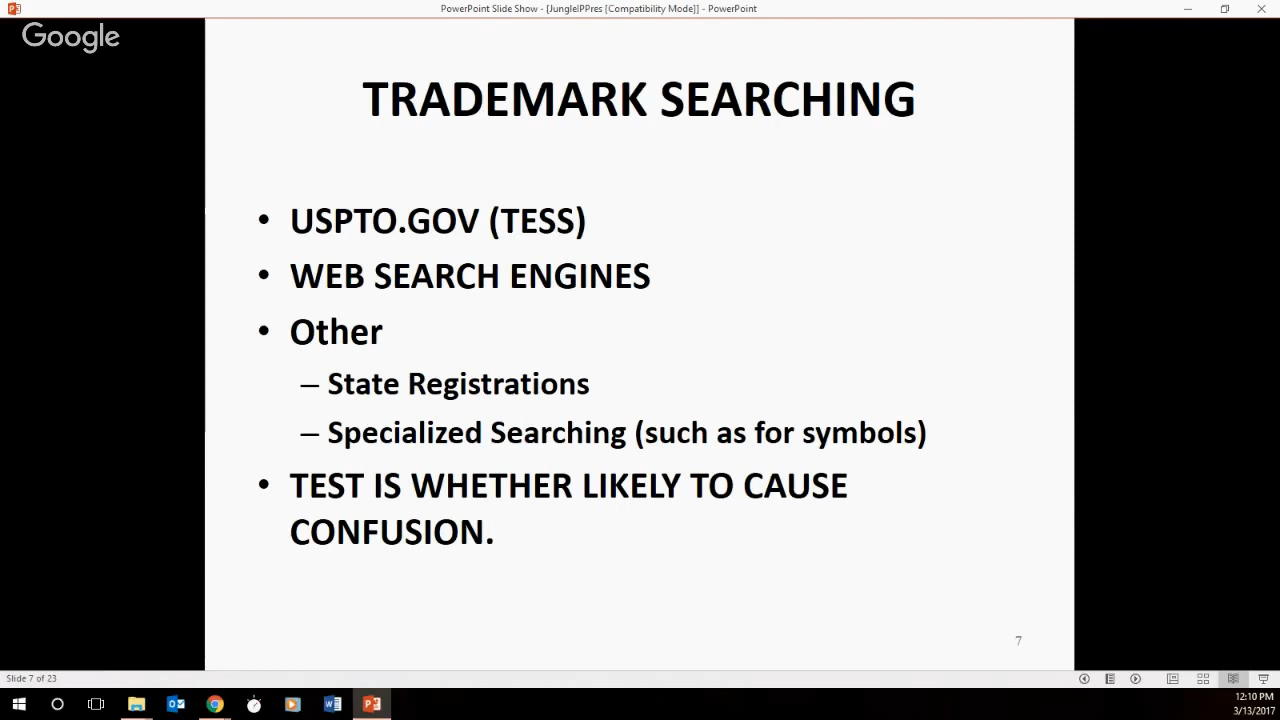 PowerPoint Slide Show - [JungleIPPres [Compatibility Mode]] - PowerPoint
Google
TRADEMARK SEARCHING
• USPTO.GOV (TESS)
• WEB SEARCH ENGINES
• Other
– State Registrations
– Specialized Searching (such as for symbols)
• TEST IS WHETHER LIKELY TO CAUSE
CONFUSION.
7
Slide 7 of 23
12:10 PM
3/13/2017